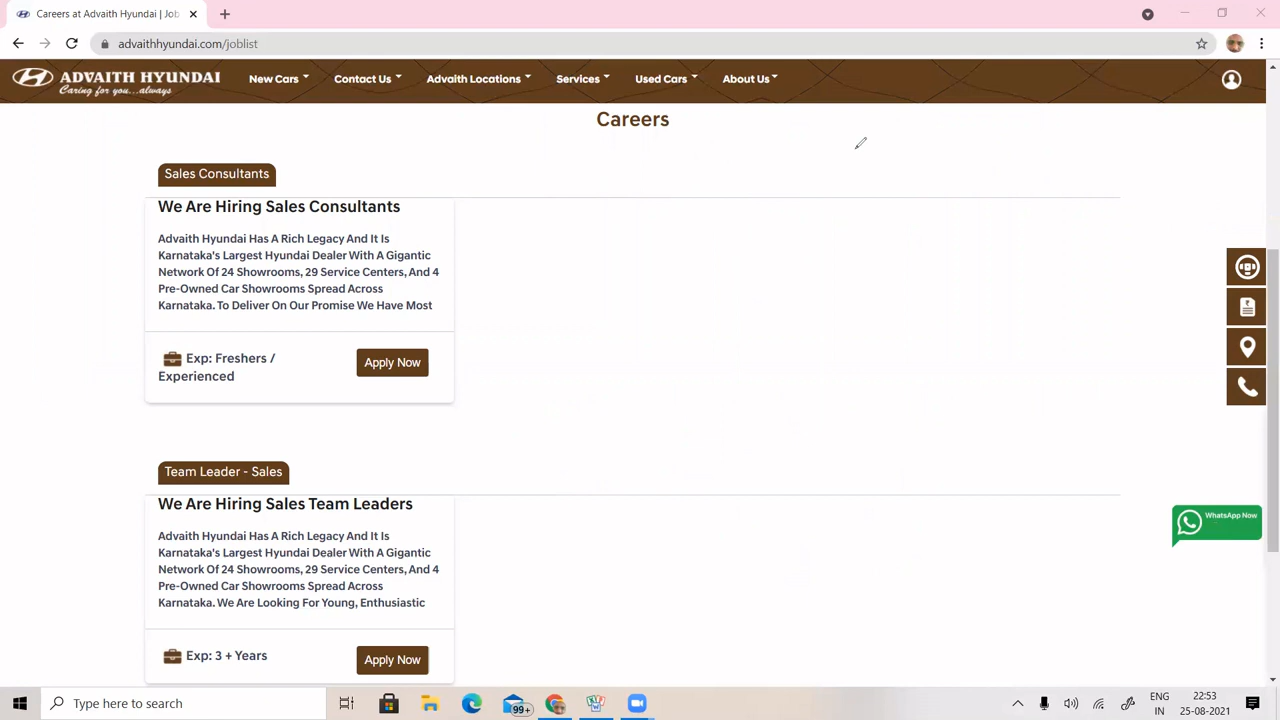 Careers at Advaith Hyundai | Job
advaithhyundai.com/joblist
ADVAITH HYUNDAI
Caring for you...always
New Cars
Contact Us
Advaith Locations
Services
Used Cars
About Us
Careers
Sales Consultants
We Are Hiring Sales Consultants
Advaith Hyundai Has A Rich Legacy And It Is
Karnataka's Largest Hyundai Dealer With A Gigantic
Network Of 24 Showrooms, 29 Service Centers, And 4
Pre-Owned Car Showrooms Spread Across
Karnataka. To Deliver On Our Promise We Have Most
Exp: Freshers /
Experienced
Apply Now
Team Leader - Sales
We Are Hiring Sales Team Leaders
Advaith Hyundai Has A Rich Legacy And It Is
Karnataka's Largest Hyundai Dealer With A Gigantic
Network Of 24 Showrooms, 29 Service Centers, And 4
Pre-Owned Car Showrooms Spread Across
Karnataka. We Are Looking For Young, Enthusiastic
Exp: 3 + Years
Apply Now
WhatsApp Now
Type here to search
99+
ENG
IN
22:53
25-08-2021